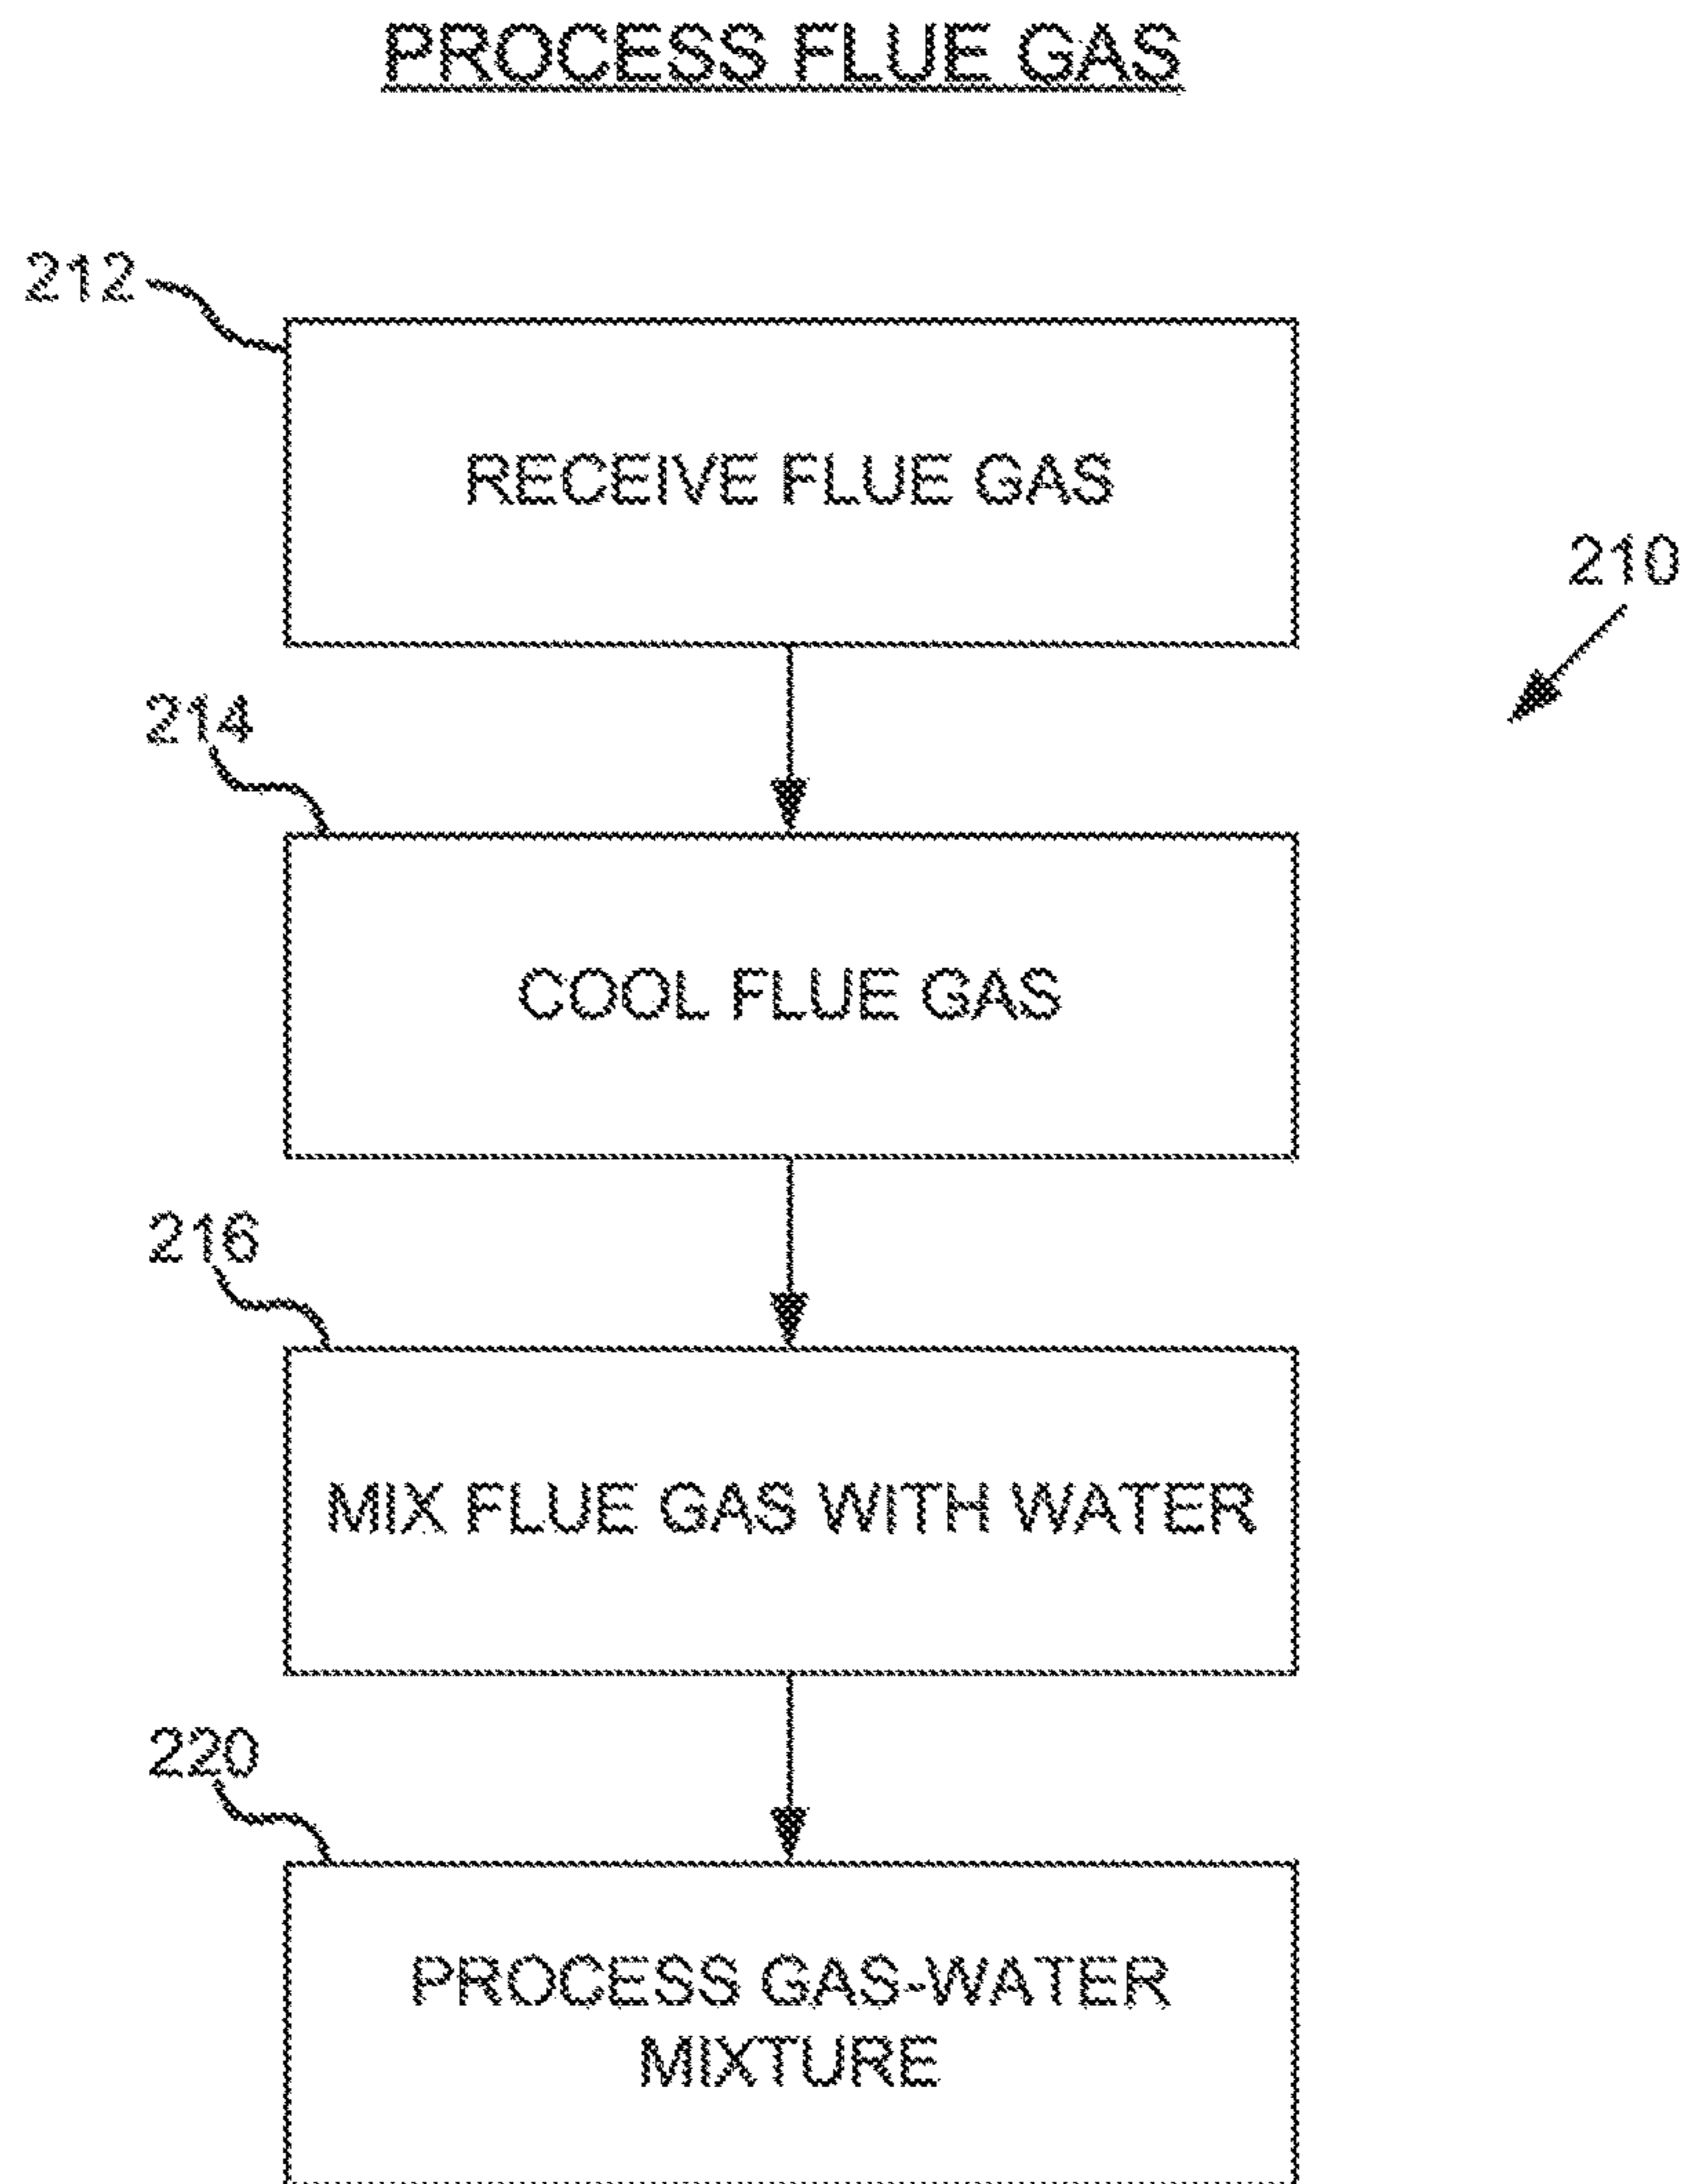 PROCESS FLUE GAS
212
RECEIVE FLUE GAS
210
214
COOL FLUE GAS
216
MIX FLUE GAS WITH WATER
220
PROCESS GAS-WATER
MIXTURE